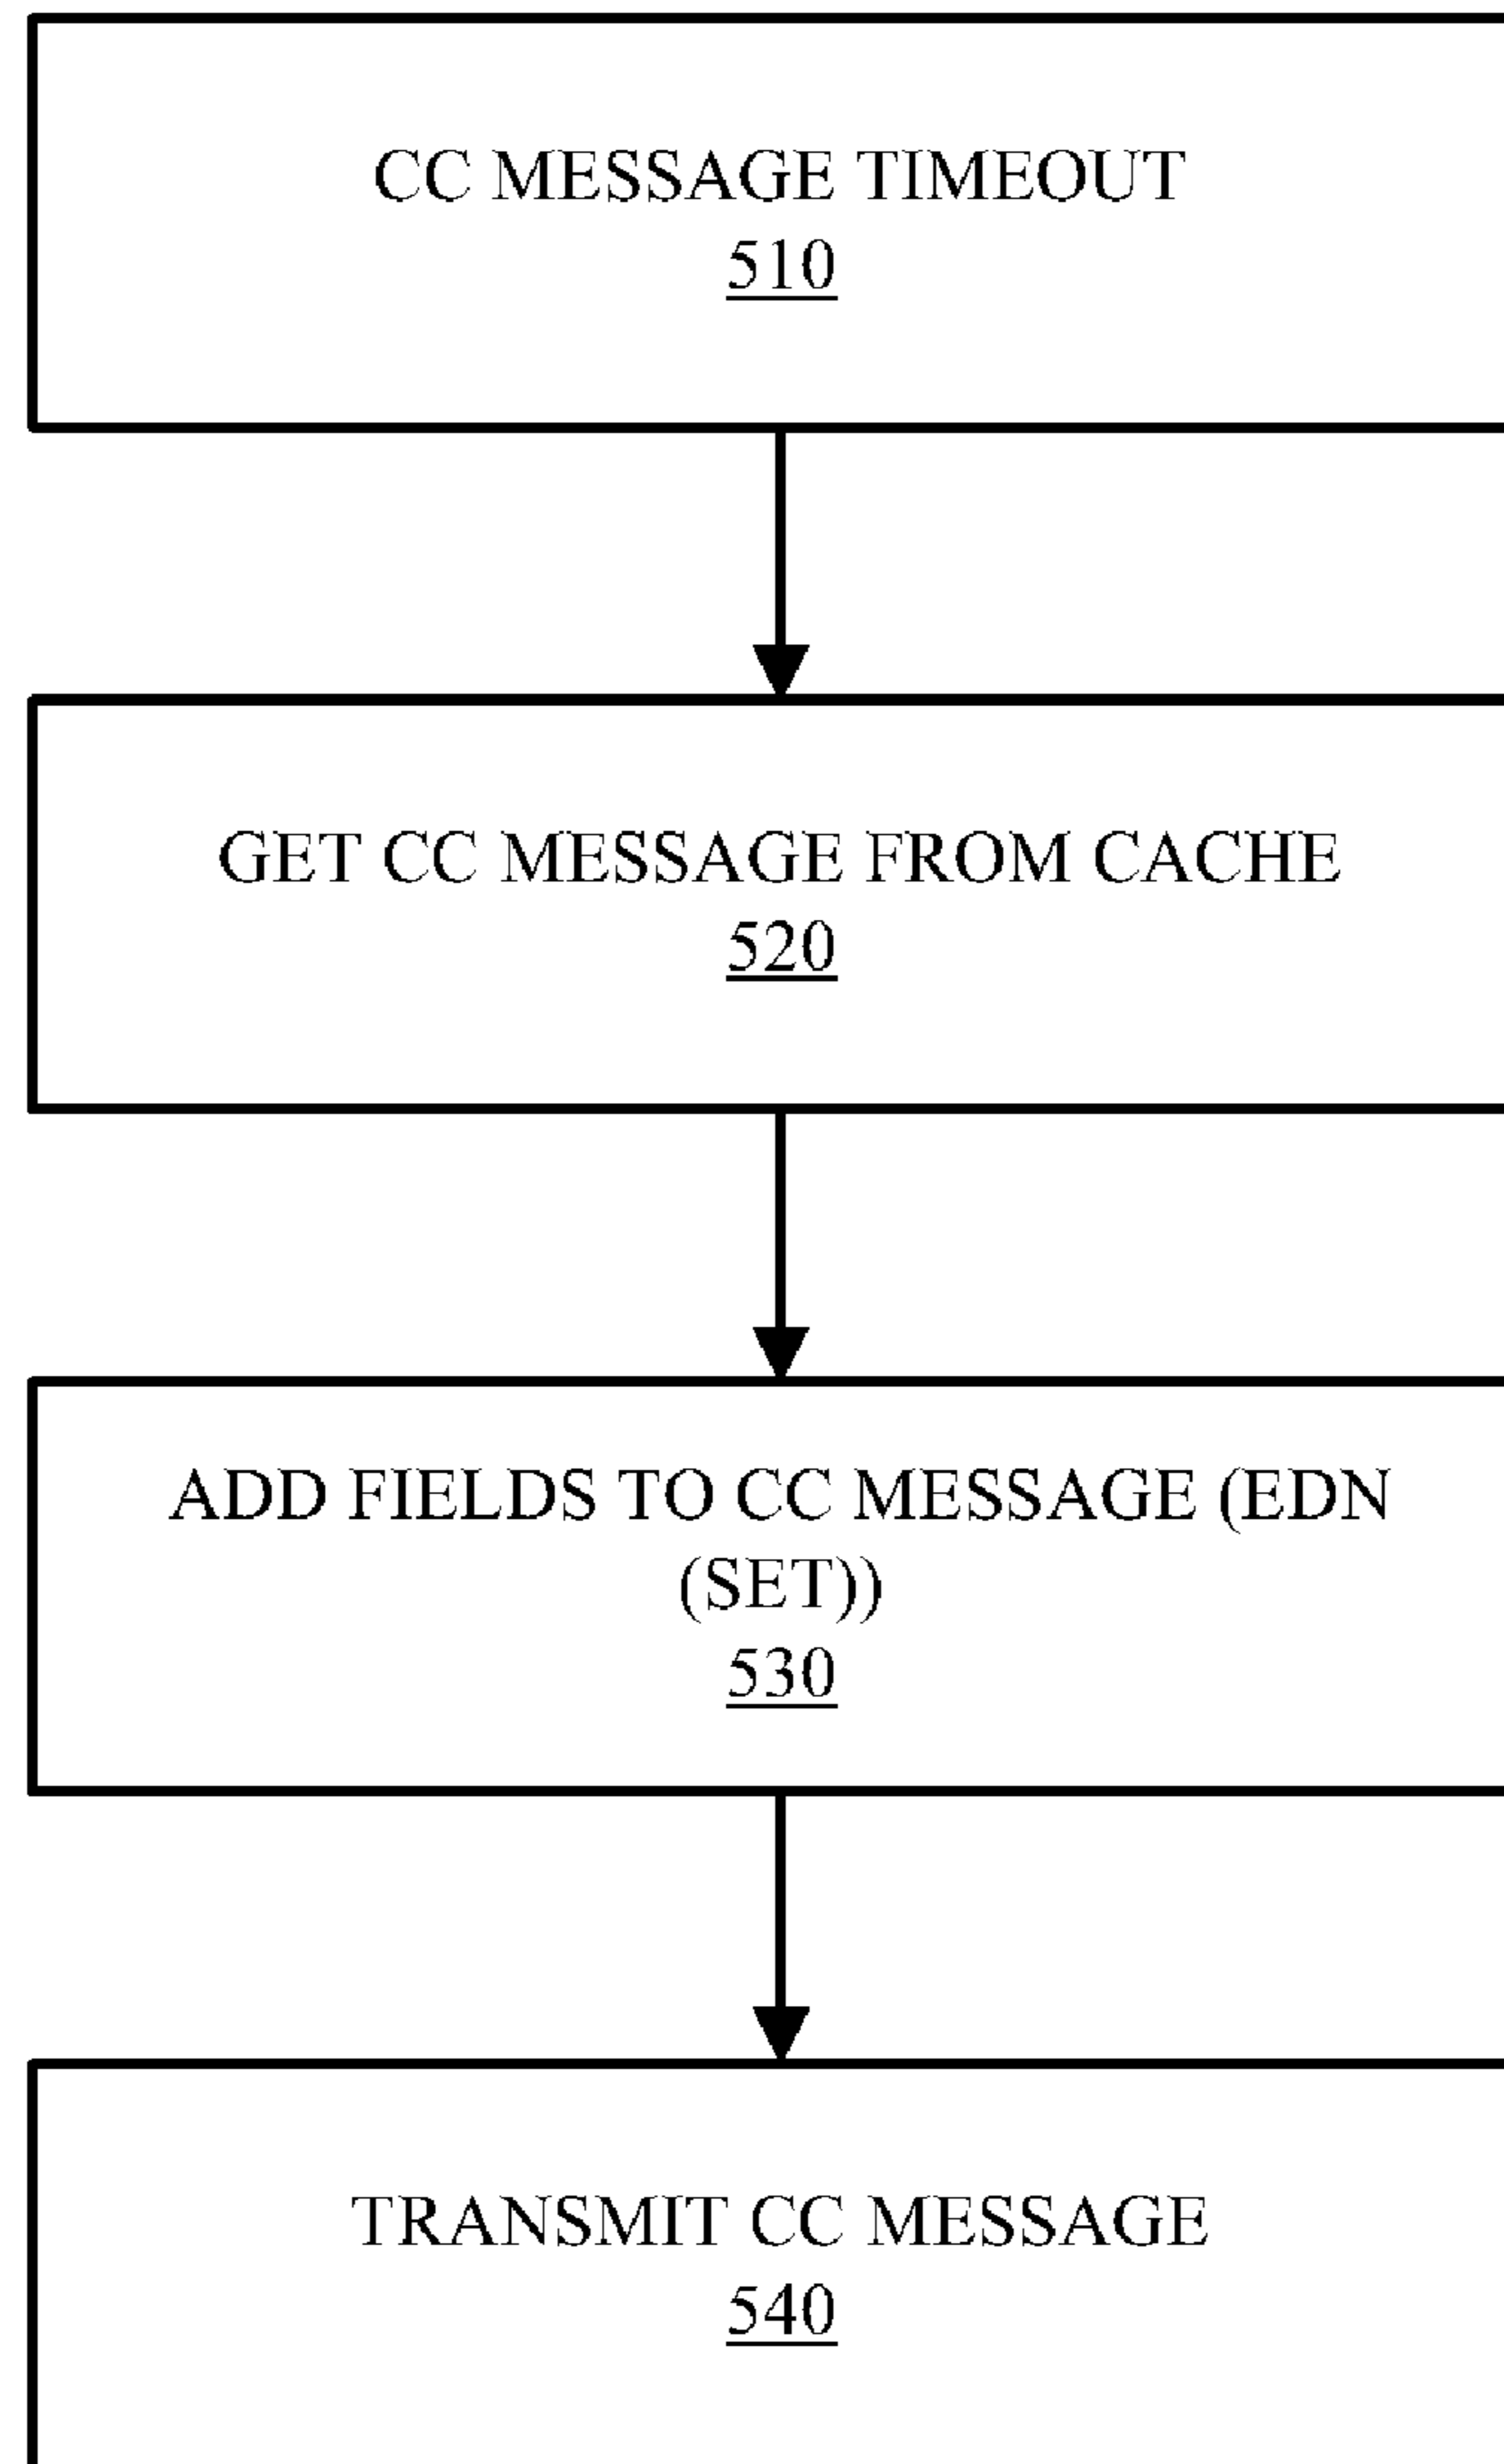 CC MESSAGE TIMEOUT
510
GET CC MESSAGE FROM CACHE
520
ADD FIELDS TO CC MESSAGE (EDN
(SET))
530
TRANSMIT CC MESSAGE
540